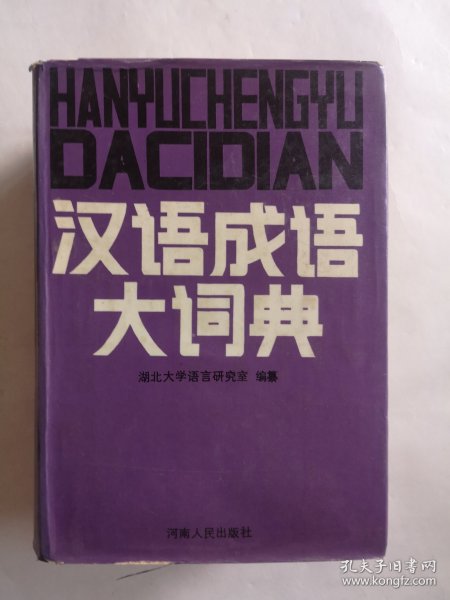 HANYUCHENGYU
DACIDIAN
汉语成语
大词典
湖北大学语言研究室 编纂
河南人民出版社
孔夫子旧书网
www.kongfz.com